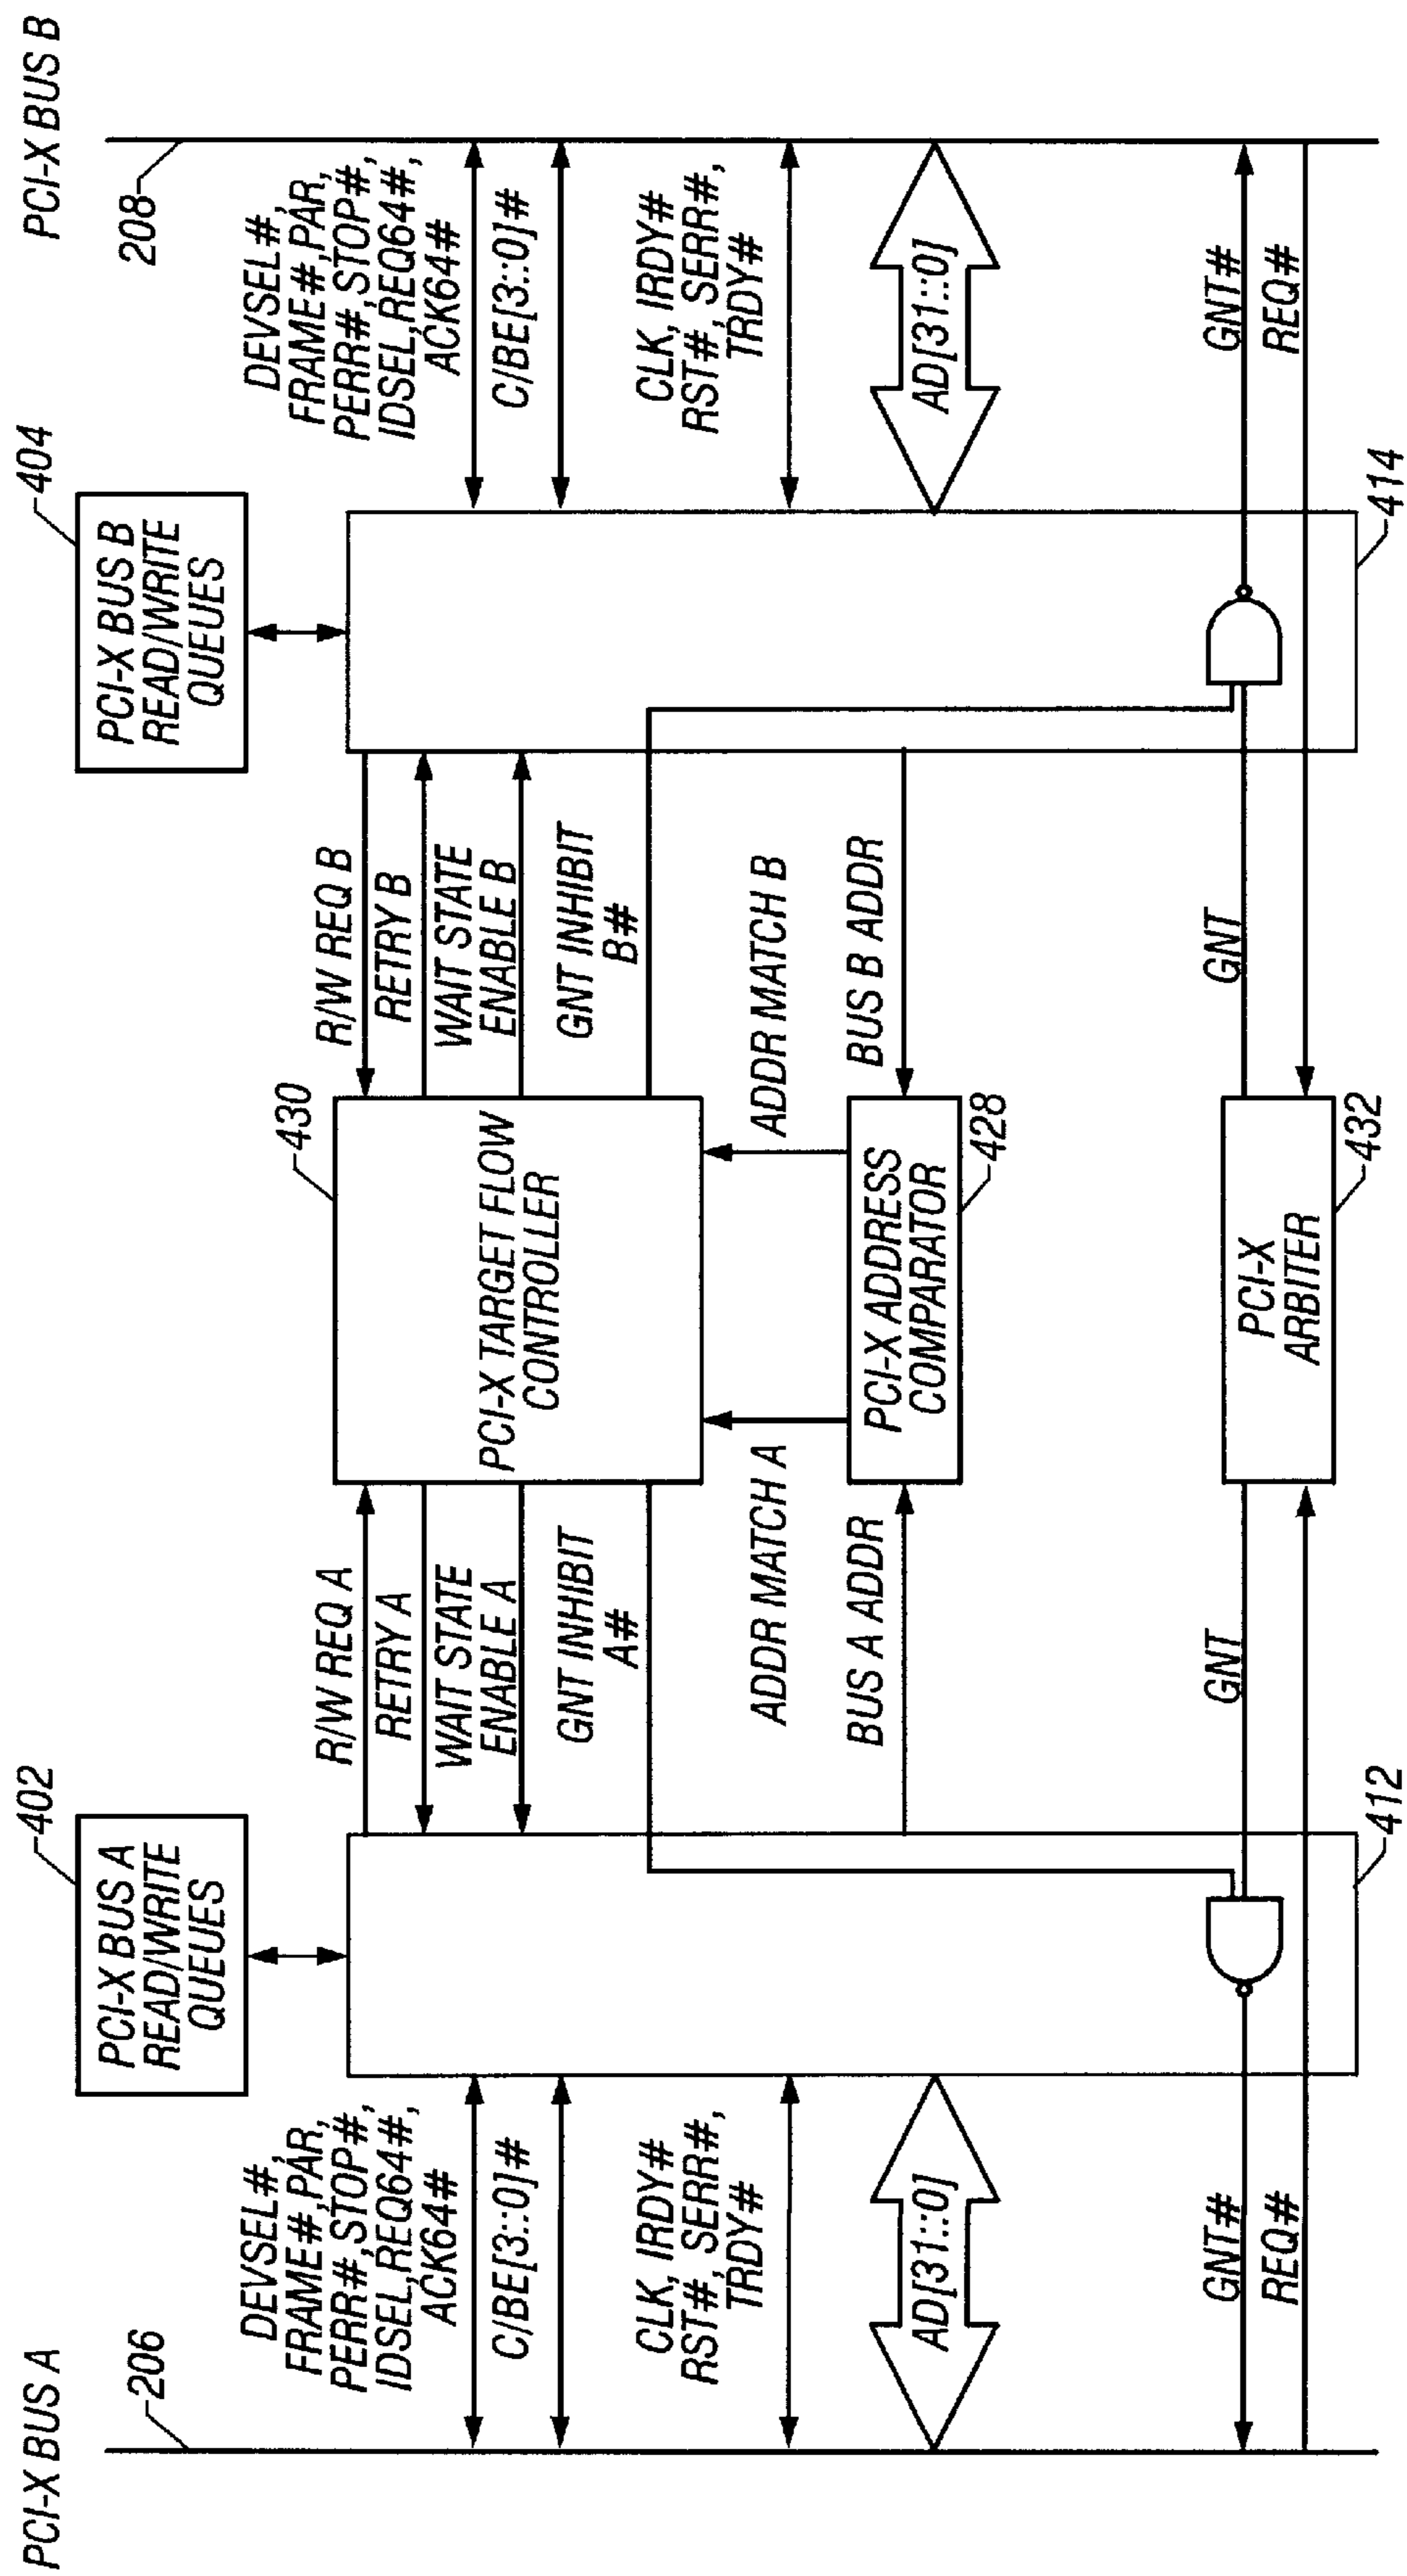 PCI-X BUS A
206
DEVSEL#,
FRAME#,PAR,
PERR#,STOP#,
IDSEL,REQ64#,
ACK64#
C/BE[3::0]#
CLK, IRDY#
RST#, SERR#,
TRDY#
AD[31::0]
GNT#
REQ#
402
PCI-X BUS A
READ/WRITE
QUEUES
412
R/W REQ A
RETRY A
WAIT STATE
ENABLE A
GNT INHIBIT
A#
ADDR MATCH A
BUS A ADDR
GNT
430
PCI-X TARGET FLOW
CONTROLLER
PCI-X ADDRESS
COMPARATOR
428
PCI-X
ARBITER
432
R/W REQ B
RETRY B
WAIT STATE
ENABLE B
GNT INHIBIT
B#
ADDR MATCH B
BUS B ADDR
GNT
404
PCI-X BUS B
READ/WRITE
QUEUES
414
PCI-X BUS B
208
DEVSEL#,
FRAME#,PAR,
PERR#,STOP#,
IDSEL,REQ64#,
ACK64#
C/BE[3::0]#
CLK, IRDY#
RST#, SERR#,
TRDY#
AD[31::0]
GNT#
REQ#